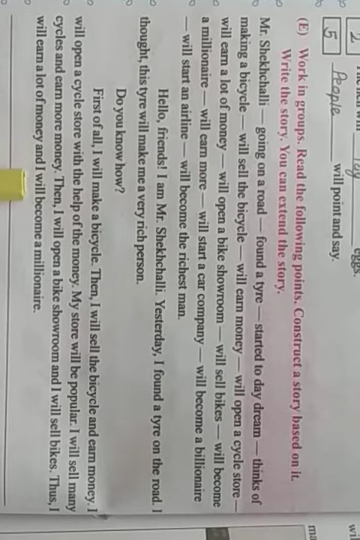 2
eggs.
5 People will point and say.
(E) Work in groups. Read the following points. Construct a story based on it.
Write the story. You can extend the story.
Mr. Shekhchalli — going on a road — found a tyre — started to day dream — thinks of
making a bicycle — will sell the bicycle — will earn money — will open a cycle store —
will earn a lot of money — will open a bike showroom — will sell bikes — will become
a millionaire — will earn more — will start a car company — will become a billionaire
— will start an airline — will become the richest man.
Hello, friends! I am Mr. Shekhchalli. Yesterday, I found a tyre on the road. I
thought, this tyre will make me a very rich person.
Do you know how?
First of all, I will make a bicycle. Then, I will sell the bicycle and earn money. I
will open a cycle store with the help of the money. My store will be popular. I will sell many
cycles and earn more money. Then, I will open a bike showroom and I will sell bikes. Thus, I
will earn a lot of money and I will become a millionaire.